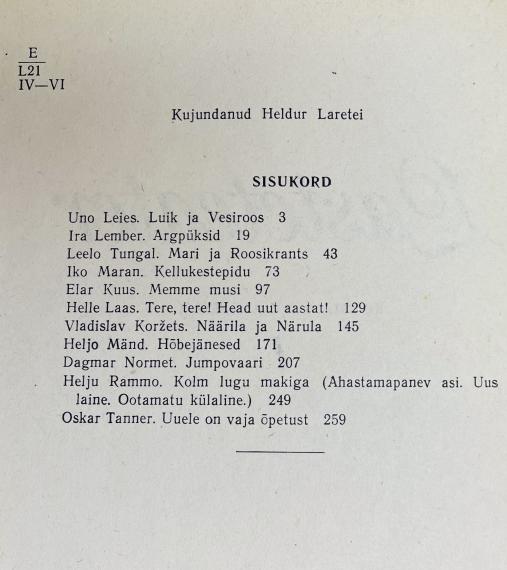 E
L21
IV—VI
Kujundanud Heldur Laretei
SISUKORD
Uno Leies. Luik ja Vesiroos 3
Ira Lember. Argpüksid 19
Leelo Tungal. Mari ja Roosikrants 43
Iko Maran. Kellukestepidu 73
Elar Kuus. Memme musi 97
Helle Laas. Tere, tere! Head uut aastat! 129
Vladislav Koržets. Näärila ja Närula 145
Heljo Mänd. Hõbejänesed 171
Dagmar Normet. Jumpovaari 207
Helju Rammo. Kolm lugu makiga (Ahastamapanev asi. Uus
laine. Ootamatu külaline.) 249
Oskar Tanner. Uuele on vaja õpetust 259